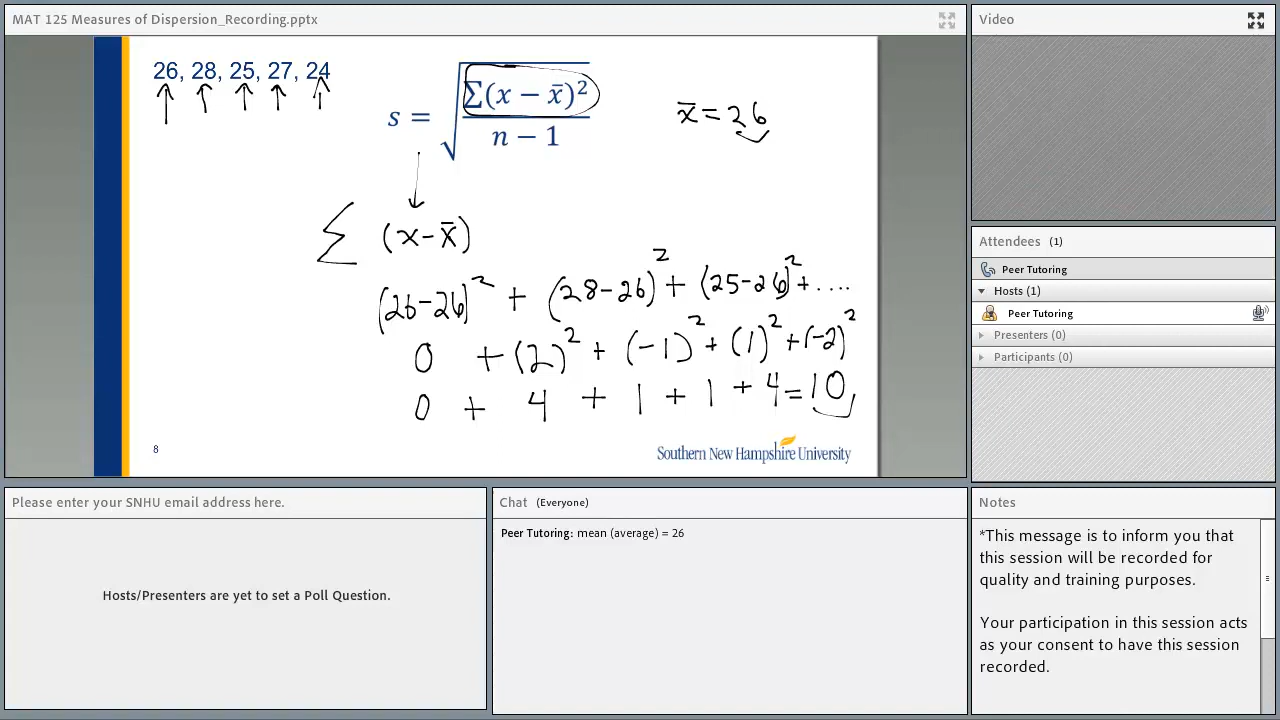 MAT 125 Measures of Dispersion_Recording.pptx
26, 28, 25, 27, 24
s = √(Σ(x − x̄)² / (n − 1))
x̄ = 26
Σ (x - x̄)
(26-26)² + (28-26)² + (25-26)² + ....
0 + (2)² + (-1)² + (1)² + (-2)²
0 + 4 + 1 + 1 + 4 = 10
8
Southern New Hampshire University
Video
Attendees (1)
Peer Tutoring
Hosts (1)
Peer Tutoring
Presenters (0)
Participants (0)
Please enter your SNHU email address here.
Hosts/Presenters are yet to set a Poll Question.
Chat (Everyone)
Peer Tutoring: mean (average) = 26
Notes
*This message is to inform you that
this session will be recorded for
quality and training purposes.
Your participation in this session acts
as your consent to have this session
recorded.